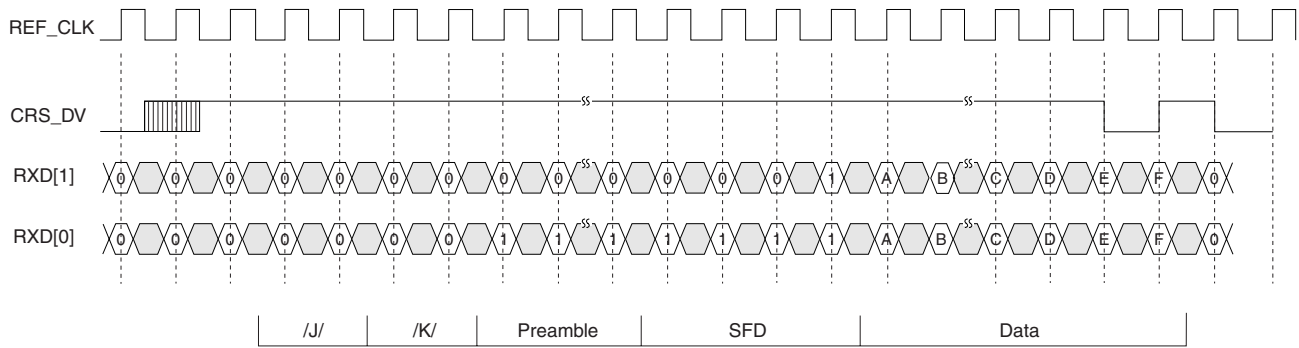 REF_CLK
CRS_DV
RXD[1] 0 0 0 0 0 0 0 0 0 0 0 0 0 1 A B C D E F 0
RXD[0] 0 0 0 0 0 0 0 1 1 1 1 1 1 1 A B C D E F 0
/J/ /K/ Preamble SFD Data